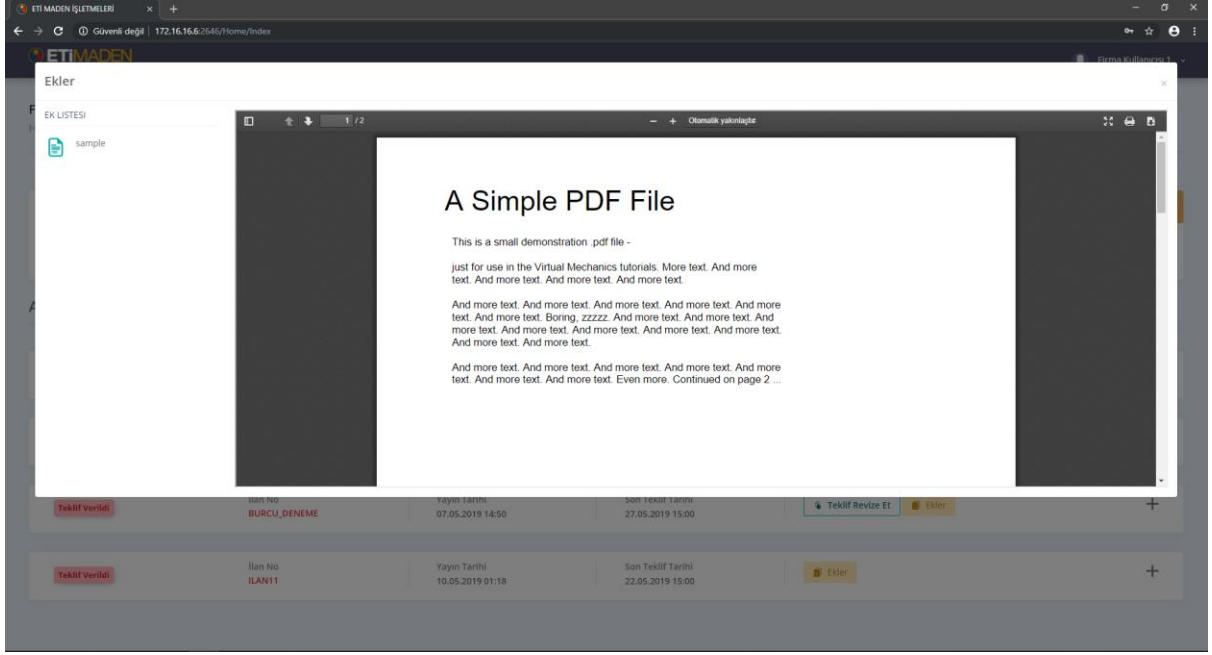 ETİ MADEN İŞLETMELERİ
Güvenli değil | 172.16.16.6:2646/Home/Index
ETİMADEN
Firma Kullanıcısı 1
Ekler
EK LİSTESİ
sample
1 / 2
Otomatik yakınlaştır
A Simple PDF File
This is a small demonstration .pdf file -
just for use in the Virtual Mechanics tutorials. More text. And more
text. And more text. And more text. And more text.
And more text. And more text. And more text. And more text. And more
text. And more text. Boring, zzzzz. And more text. And more text. And
more text. And more text. And more text. And more text. And more text.
And more text. And more text.
And more text. And more text. And more text. And more text. And more
text. And more text. And more text. Even more. Continued on page 2 ...
Teklif Verildi
İlan No
BURCU_DENEME
Yayın Tarihi
07.05.2019 14:50
Son Teklif Tarihi
27.05.2019 15:00
Teklif Revize Et
Ekler
Teklif Verildi
İlan No
ILAN11
Yayın Tarihi
10.05.2019 01:18
Son Teklif Tarihi
22.05.2019 15:00
Ekler